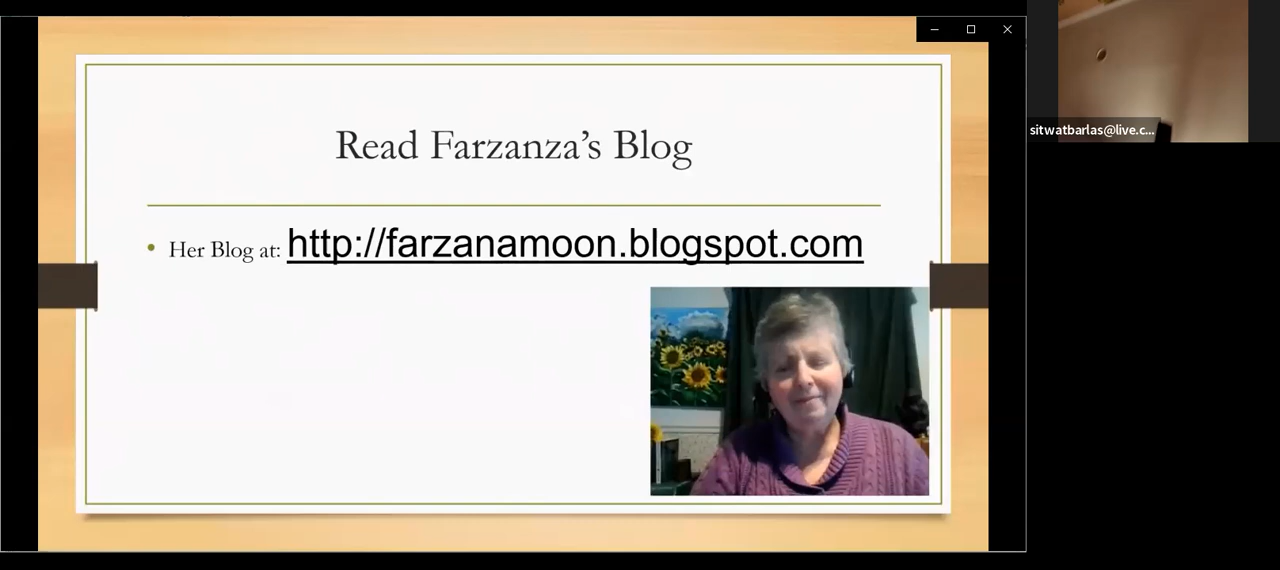 Read Farzanza’s Blog
• Her Blog at: http://farzanamoon.blogspot.com
sitwatbarlas@live.c...